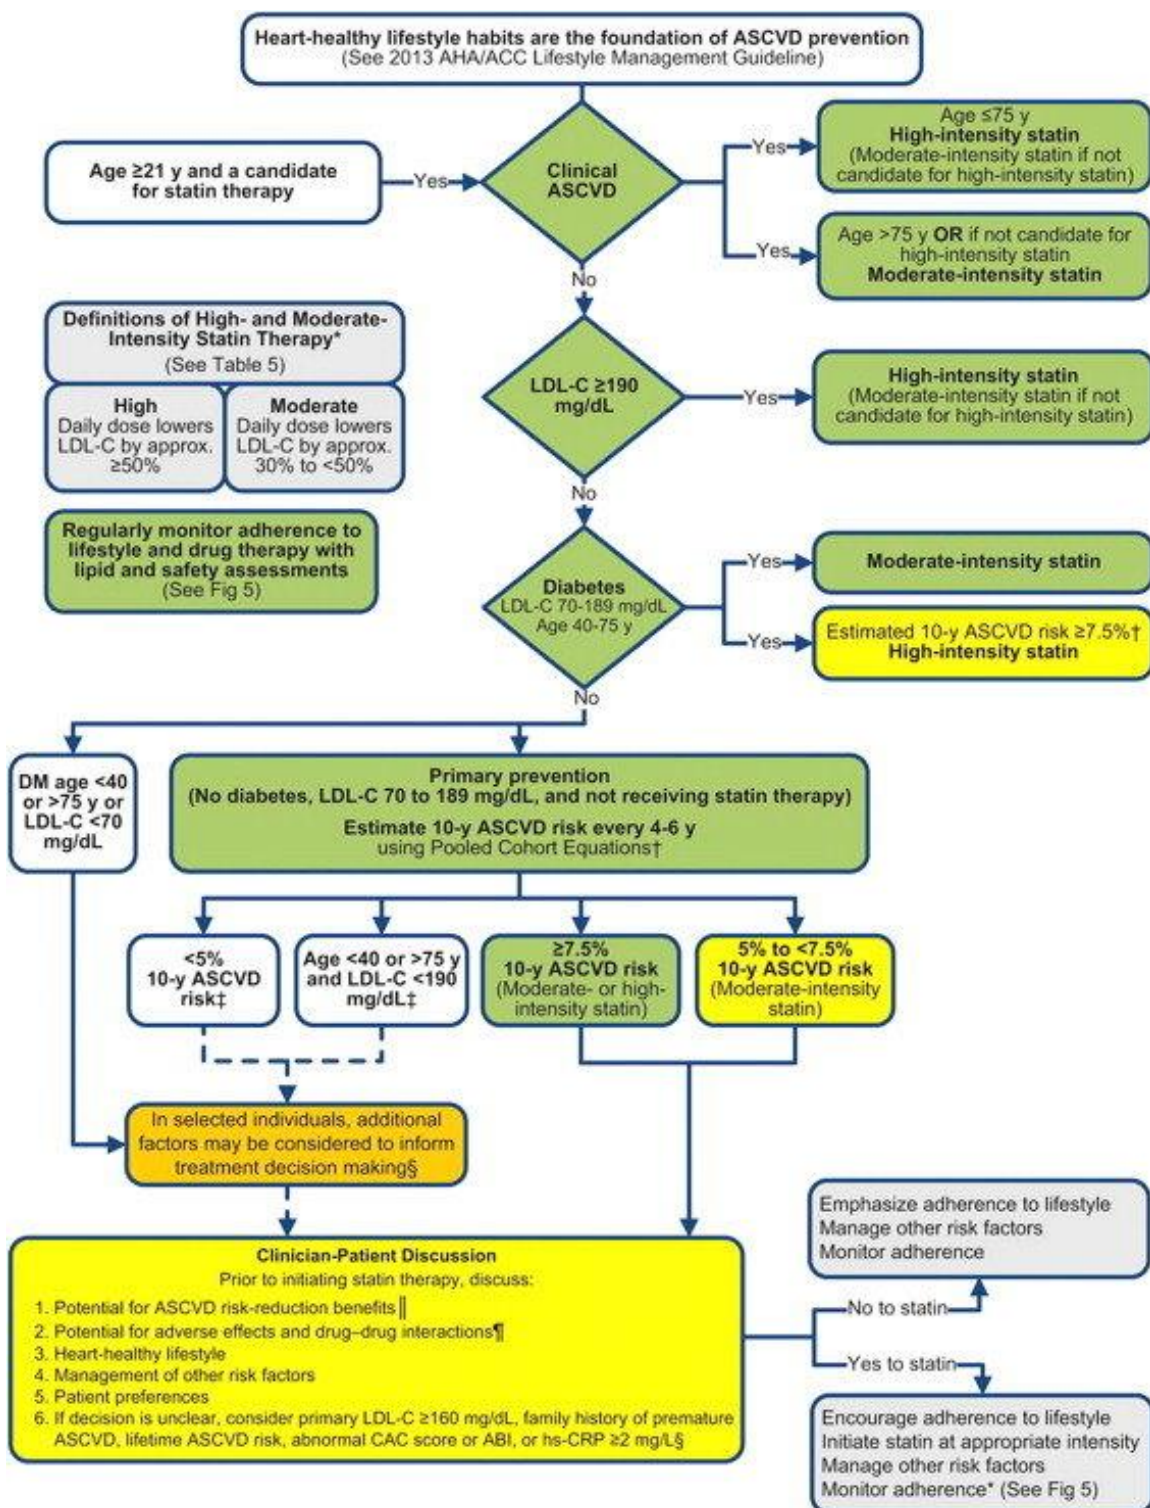 Heart-healthy lifestyle habits are the foundation of ASCVD prevention
(See 2013 AHA/ACC Lifestyle Management Guideline)
Age ≥21 y and a candidate
for statin therapy
Yes
Clinical
ASCVD
Yes
Age ≤75 y
High-intensity statin
(Moderate-intensity statin if not
candidate for high-intensity statin)
Yes
Age >75 y OR if not candidate for
high-intensity statin
Moderate-intensity statin
No
Definitions of High- and Moderate-
Intensity Statin Therapy*
(See Table 5)
High
Daily dose lowers
LDL-C by approx.
≥50%
Moderate
Daily dose lowers
LDL-C by approx.
30% to <50%
LDL-C ≥190
mg/dL
Yes
High-intensity statin
(Moderate-intensity statin if not
candidate for high-intensity statin)
No
Regularly monitor adherence to
lifestyle and drug therapy with
lipid and safety assessments
(See Fig 5)
Diabetes
LDL-C 70-189 mg/dL
Age 40-75 y
Yes
Moderate-intensity statin
Yes
Estimated 10-y ASCVD risk ≥7.5%†
High-intensity statin
No
DM age <40
or >75 y or
LDL-C <70
mg/dL
Primary prevention
(No diabetes, LDL-C 70 to 189 mg/dL, and not receiving statin therapy)
Estimate 10-y ASCVD risk every 4-6 y
using Pooled Cohort Equations†
<5%
10-y ASCVD
risk‡
Age <40 or >75 y
and LDL-C <190
mg/dL‡
≥7.5%
10-y ASCVD risk
(Moderate- or high-
intensity statin)
5% to <7.5%
10-y ASCVD risk
(Moderate-intensity
statin)
In selected individuals, additional
factors may be considered to inform
treatment decision making§
Clinician-Patient Discussion
Prior to initiating statin therapy, discuss:
1. Potential for ASCVD risk-reduction benefits‖
2. Potential for adverse effects and drug–drug interactions¶
3. Heart-healthy lifestyle
4. Management of other risk factors
5. Patient preferences
6. If decision is unclear, consider primary LDL-C ≥160 mg/dL, family history of premature
ASCVD, lifetime ASCVD risk, abnormal CAC score or ABI, or hs-CRP ≥2 mg/L§
Emphasize adherence to lifestyle
Manage other risk factors
Monitor adherence
No to statin
Yes to statin
Encourage adherence to lifestyle
Initiate statin at appropriate intensity
Manage other risk factors
Monitor adherence* (See Fig 5)